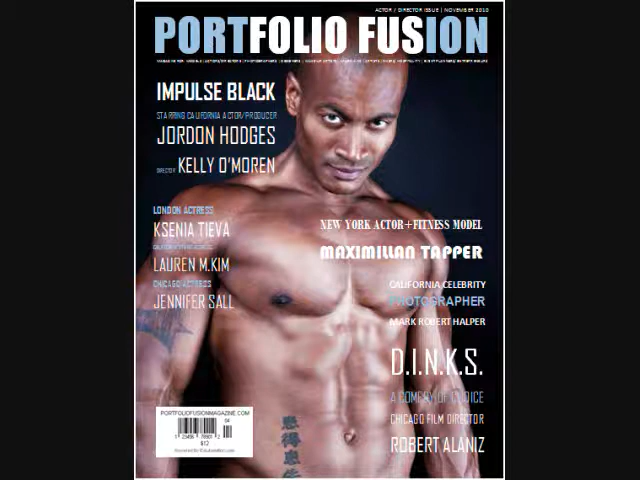 ACTOR / DIRECTOR ISSUE | NOVEMBER 2010
PORTFOLIO FUSION
IMPULSE BLACK
STARRING CALIFORNIA ACTOR/PRODUCER
JORDON HODGES
DIRECTOR KELLY O'MOREN
LONDON ACTRESS
KSENIA TIEVA
LAUREN M.KIM
CHICAGO ACTRESS
JENNIFER SALL
NEW YORK ACTOR+FITNESS MODEL
MAXIMILLAN TAPPER
CALIFORNIA CELEBRITY
PHOTOGRAPHER
MARK ROBERT HALPER
D.I.N.K.S.
A COMEDY OF CHOICE
CHICAGO FILM DIRECTOR
ROBERT ALANIZ
PORTFOLIOFUSIONMAGAZINE.COM
$12